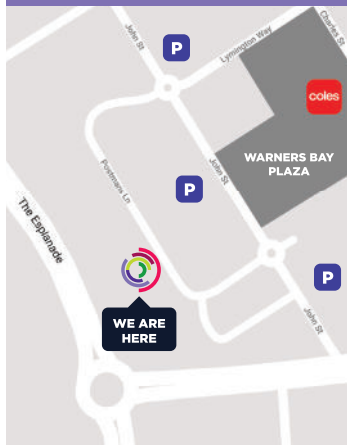 John St
P
Lymington Way
Charles St
coles
WARNERS BAY
PLAZA
John St
Postmans Ln
P
The Esplanade
P
WE ARE
HERE
John St